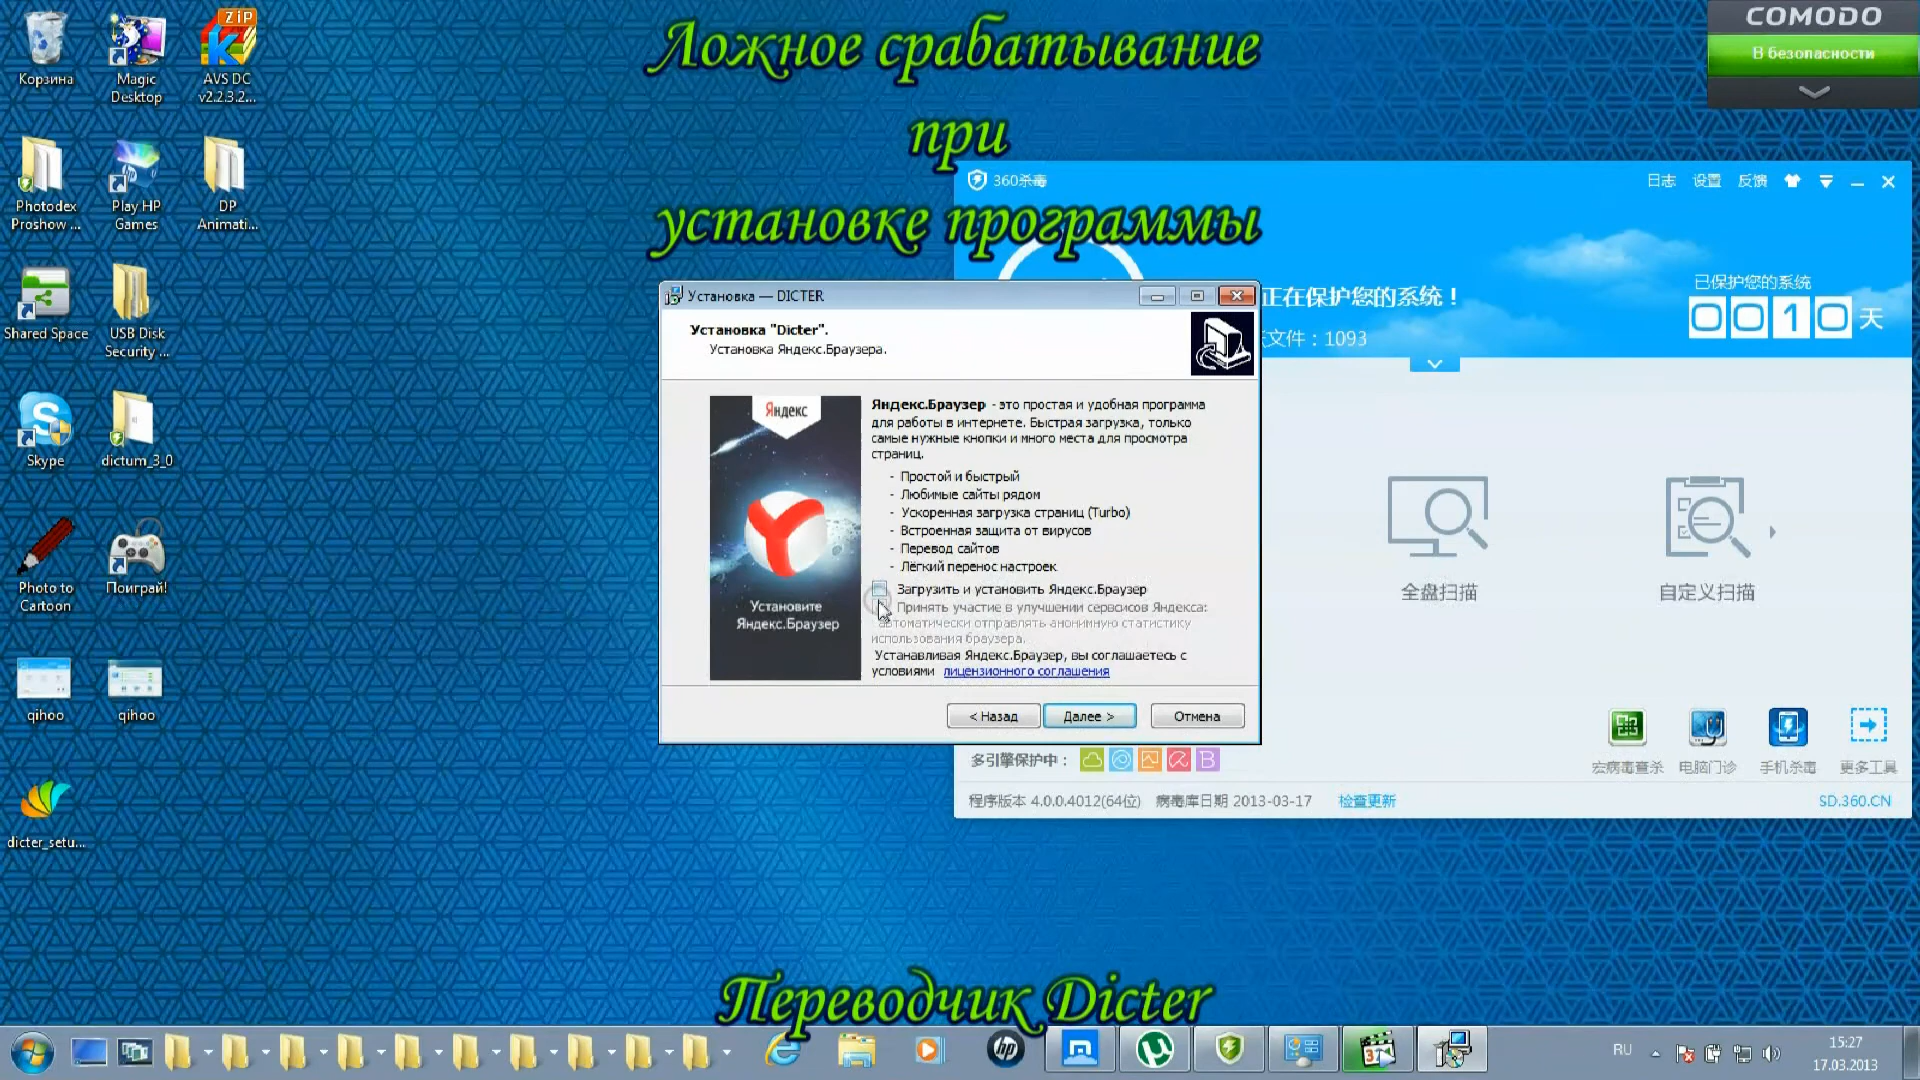 Ложное срабатывание
при
установке программы
COMODO
В безопасности
Корзина
Magic
Desktop
ZIP
AVS DC
v2.2.3.2...
Photodex
Proshow ...
Play HP
Games
DP
Animati...
Shared Space
USB Disk
Security ...
Skype
dictum_3_0
Photo to
Cartoon
Поиграй!
qihoo
qihoo
dicter_setu...
360杀毒
日志 设置 反馈
正在保护您的系统！
文件：1093
已保护您的系统
0010天
全盘扫描
自定义扫描
宏病毒查杀
电脑门诊
手机杀毒
更多工具
多引擎保护中：
程序版本 4.0.0.4012(64位) 病毒库日期 2013-03-17 检查更新
SD.360.CN
Установка — DICTER
Установка "Dicter".
Установка Яндекс.Браузера.
Яндекс
Установите
Яндекс.Браузер
Яндекс.Браузер - это простая и удобная программа
для работы в интернете. Быстрая загрузка, только
самые нужные кнопки и много места для просмотра
страниц.
- Простой и быстрый
- Любимые сайты рядом
- Ускоренная загрузка страниц (Turbo)
- Встроенная защита от вирусов
- Перевод сайтов
- Лёгкий перенос настроек
Загрузить и установить Яндекс.Браузер
Принять участие в улучшении сервсисов Яндекса:
автоматически отправлять анонимную статистику
использования браузера.
Устанавливая Яндекс.Браузер, вы соглашаетесь с
условиями лицензионного соглашения
< Назад
Далее >
Отмена
Переводчик Dicter
RU
15:27
17.03.2013